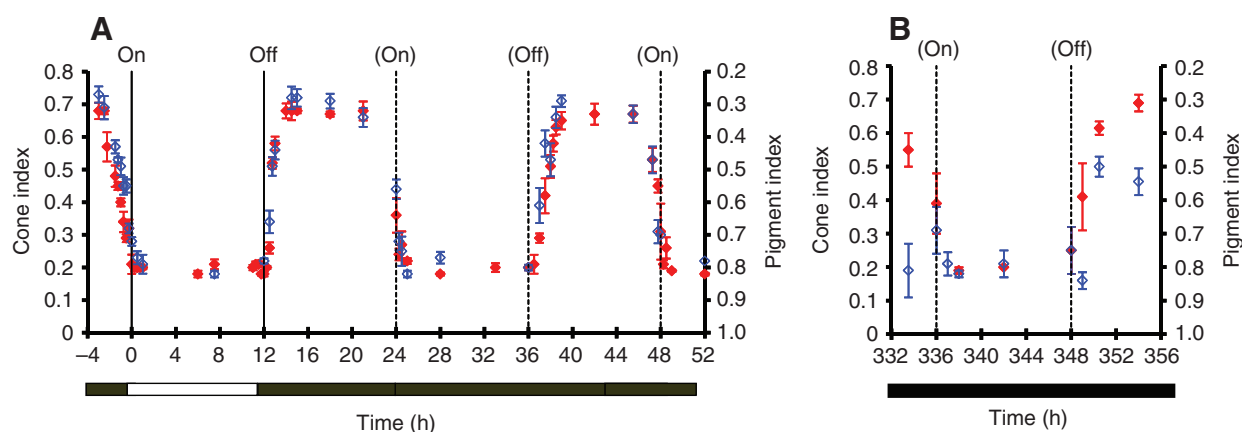 A
B
On
Off
(On)
(Off)
(On)
(On)
(Off)
0.8
0.7
0.6
0.5
0.4
0.3
0.2
0.1
0
Cone index
0.2
0.3
0.4
0.5
0.6
0.7
0.8
0.9
1.0
Pigment index
–4 0 4 8 12 16 20 24 28 32 36 40 44 48 52
Time (h)
0.8
0.7
0.6
0.5
0.4
0.3
0.2
0.1
0
Cone index
0.2
0.3
0.4
0.5
0.6
0.7
0.8
0.9
1.0
Pigment index
332 336 340 344 348 352 356
Time (h)